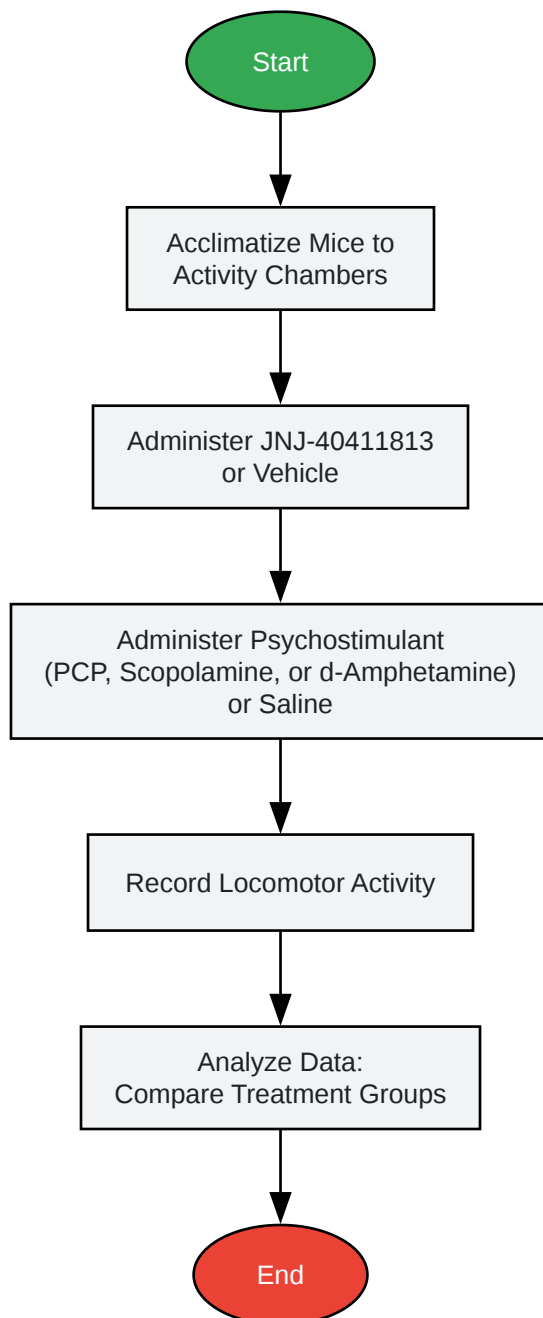 Start
Acclimatize Mice to
Activity Chambers
Administer JNJ-40411813
or Vehicle
Administer Psychostimulant
(PCP, Scopolamine, or d-Amphetamine)
or Saline
Record Locomotor Activity
Analyze Data:
Compare Treatment Groups
End